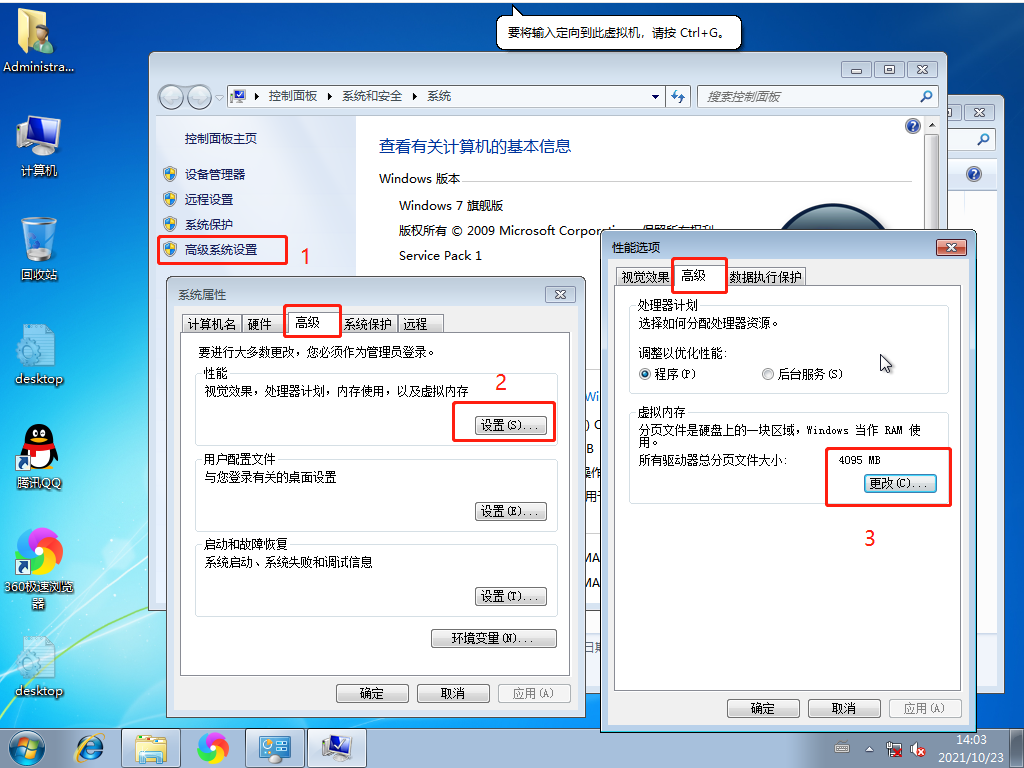 要将输入定向到此虚拟机，请按 Ctrl+G。
Administra...
计算机
回收站
desktop
腾讯QQ
360极速浏览
器
desktop
控制面板
系统和安全
系统
搜索控制面板
控制面板主页
设备管理器
远程设置
系统保护
高级系统设置
1
查看有关计算机的基本信息
Windows 版本
Windows 7 旗舰版
版权所有 © 2009 Microsoft Corporation
Service Pack 1
系统属性
计算机名
硬件
高级
系统保护
远程
要进行大多数更改，您必须作为管理员登录。
性能
视觉效果，处理器计划，内存使用，以及虚拟内存
2
设置(S)...
用户配置文件
与您登录有关的桌面设置
设置(E)...
启动和故障恢复
系统启动、系统失败和调试信息
设置(T)...
环境变量(N)...
确定
取消
应用(A)
性能选项
视觉效果
高级
数据执行保护
处理器计划
选择如何分配处理器资源。
调整以优化性能:
程序(P)
后台服务(S)
虚拟内存
分页文件是硬盘上的一块区域，Windows 当作 RAM 使
用。
所有驱动器总分页文件大小:
4095 MB
更改(C)...
3
确定
取消
应用(A)
14:03
2021/10/23